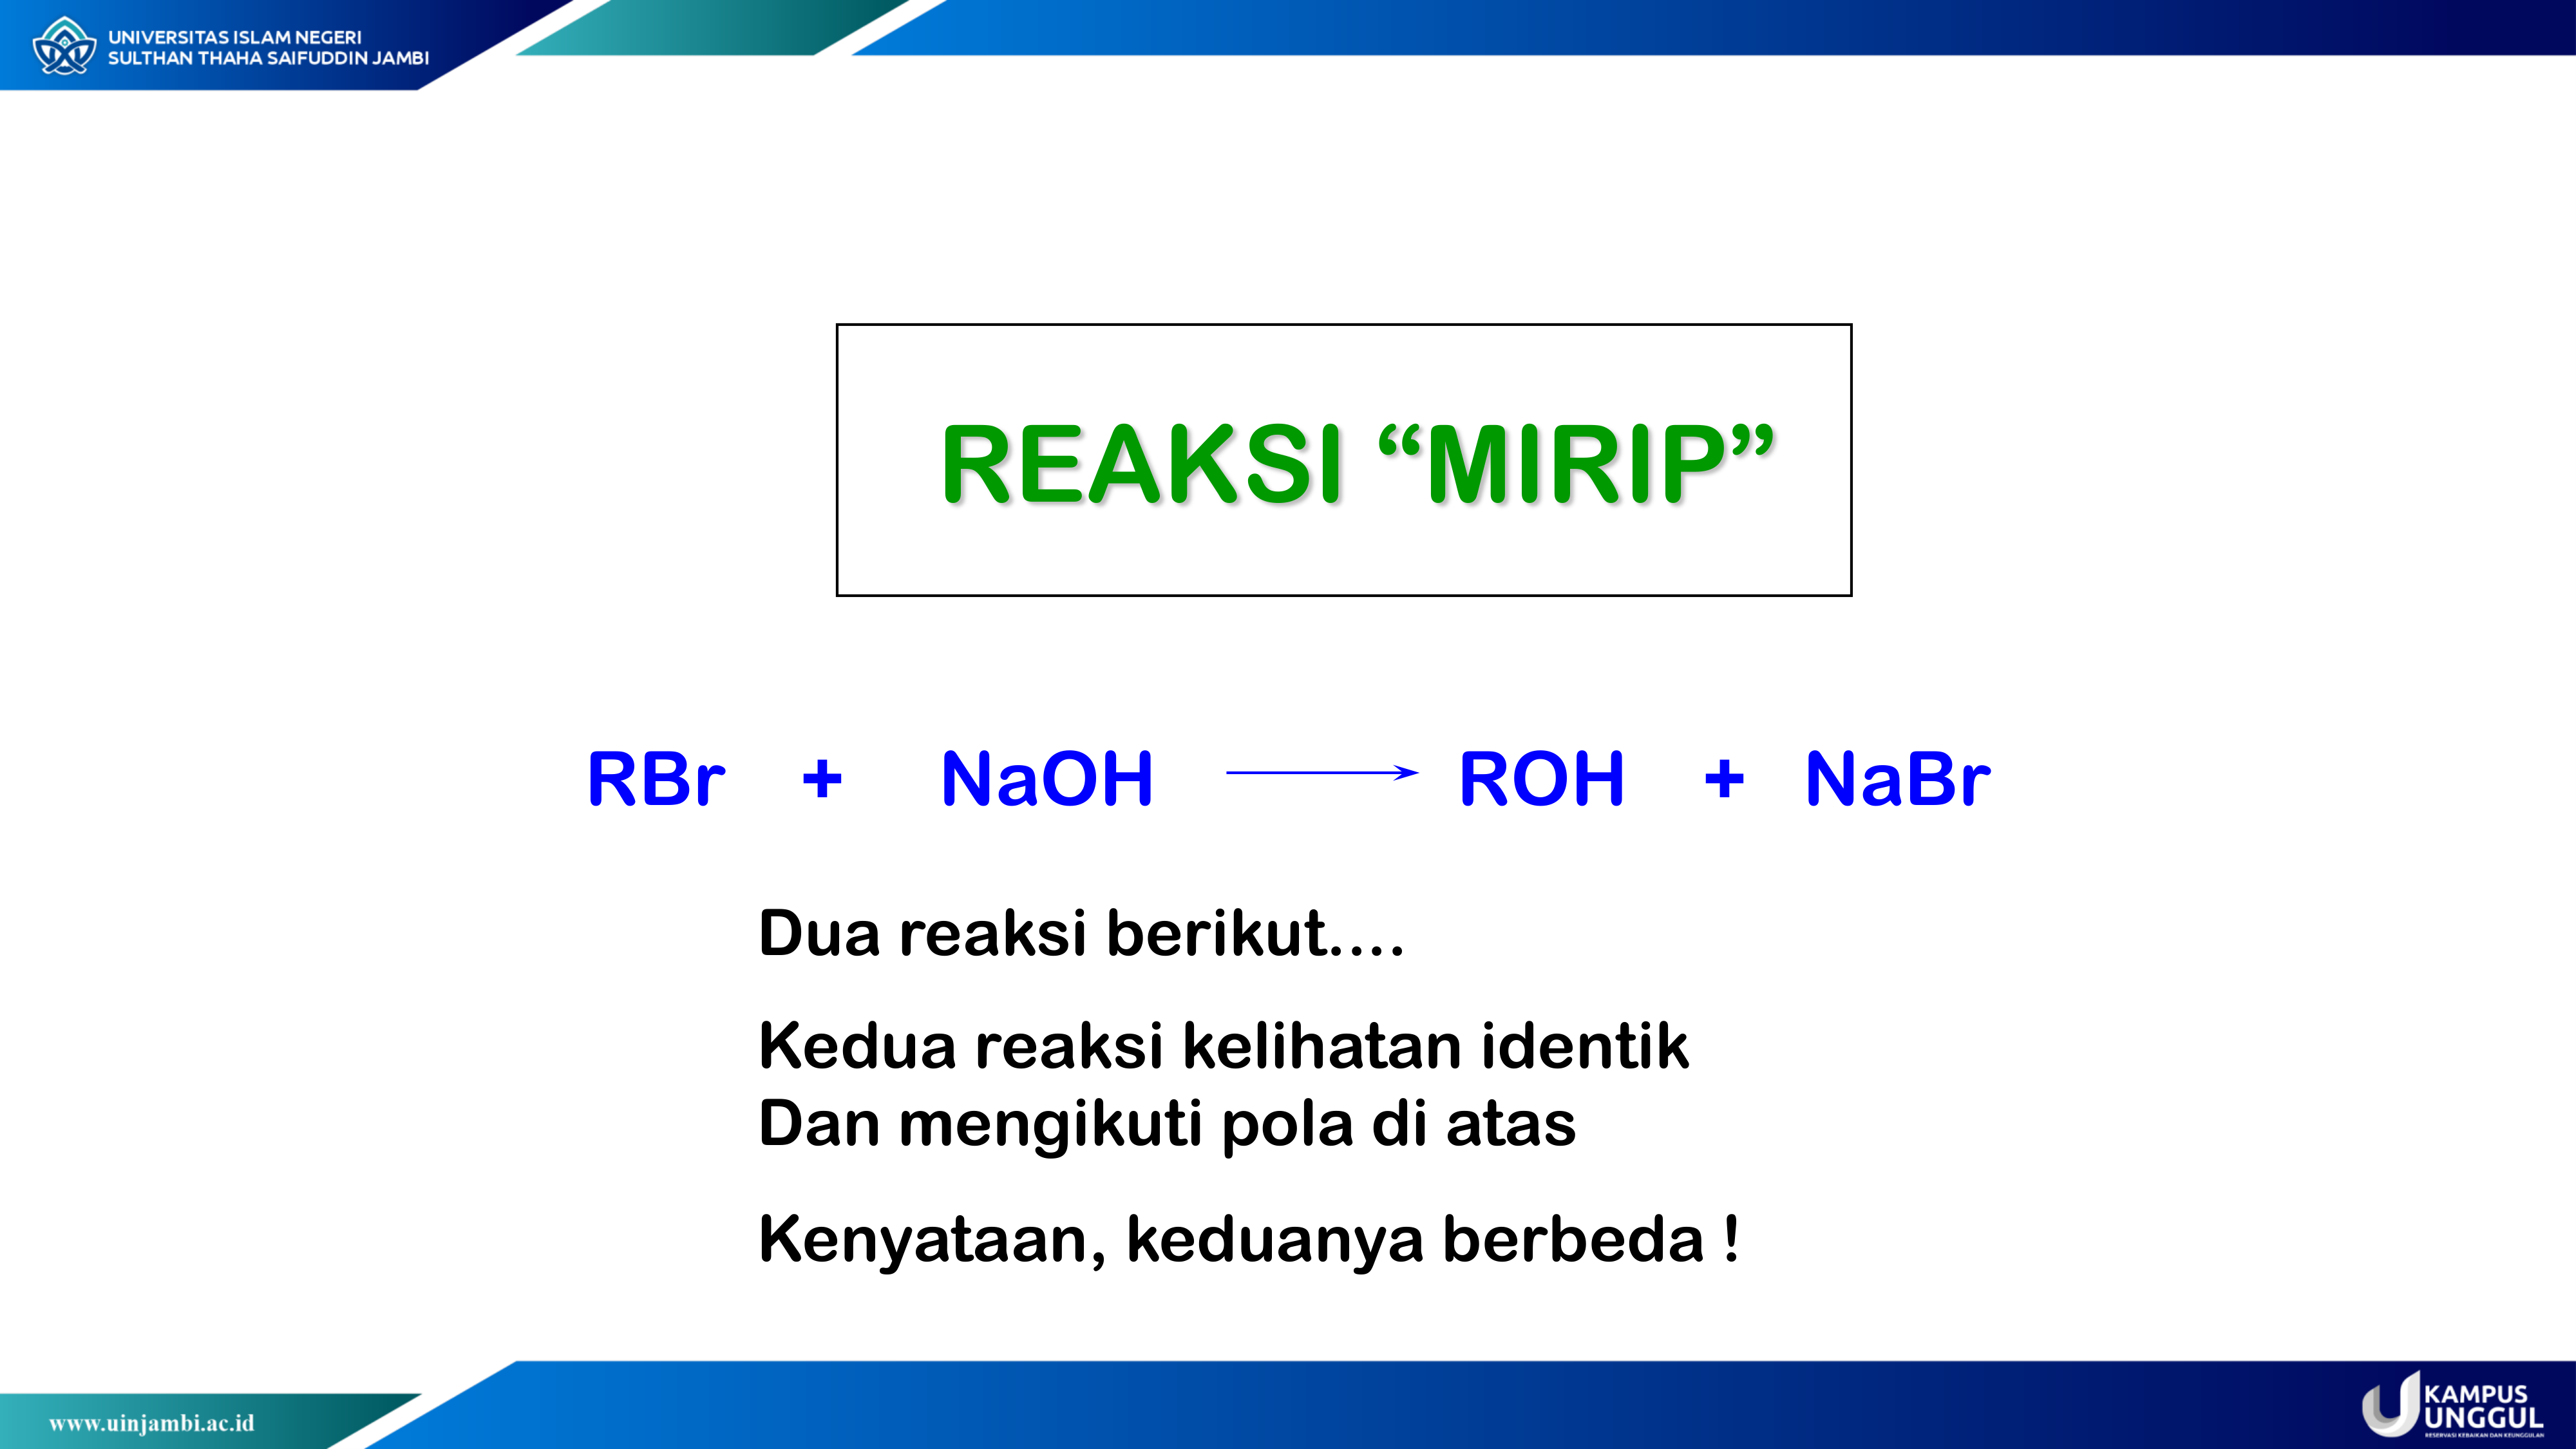 UNIVERSITAS ISLAM NEGERI
SULTHAN THAHA SAIFUDDIN JAMBI
REAKSI “MIRIP”
RBr + NaOH → ROH + NaBr
Dua reaksi berikut....
Kedua reaksi kelihatan identik
Dan mengikuti pola di atas
Kenyataan, keduanya berbeda !
www.uinjambi.ac.id
KAMPUS
UNGGUL
RESERVASI KEBAIKAN DAN KEUNGGULAN